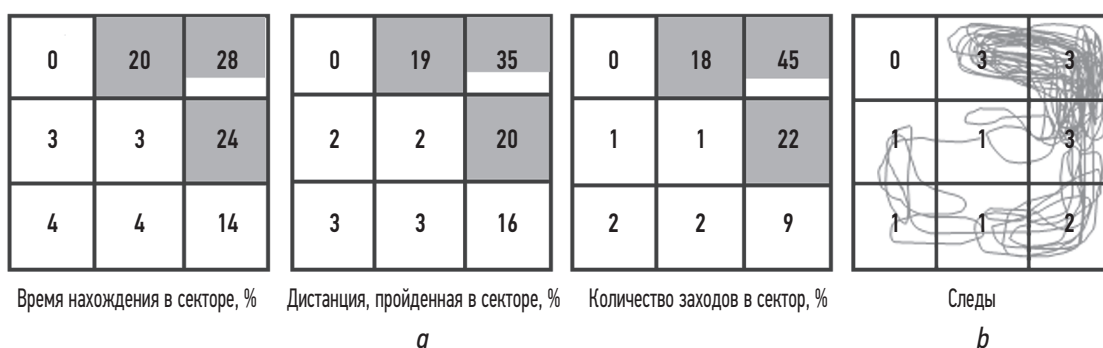 0 20 28 0 19 35 0 18 45 0 3 3
3 3 24 2 2 20 1 1 22 1 1 3
4 4 14 3 3 16 2 2 9 1 1 2
Время нахождения в секторе, % Дистанция, пройденная в секторе, % Количество заходов в сектор, % Следы
a b